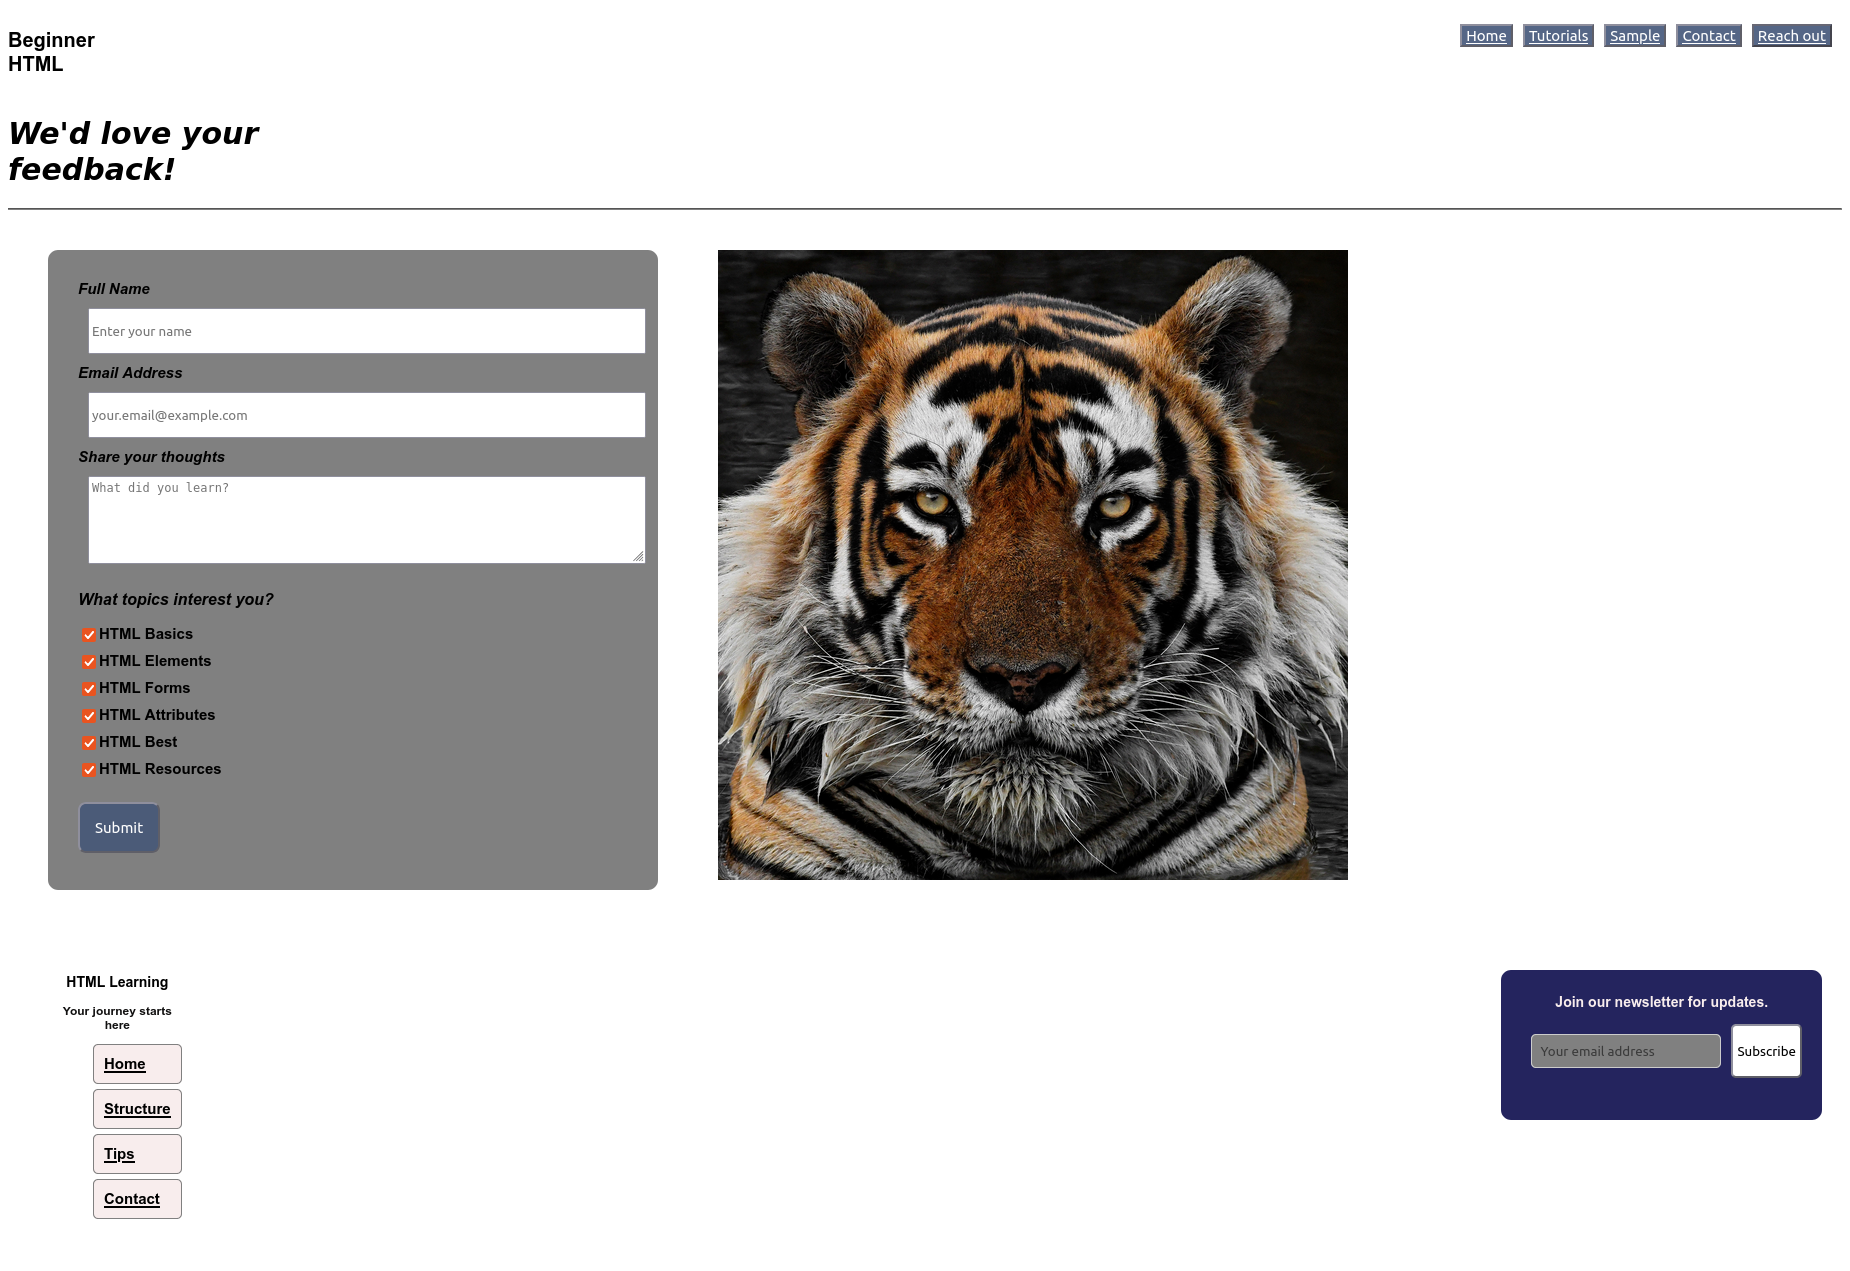 Beginner
HTML
Home Tutorials Sample Contact Reach out
We'd love your
feedback!
Full Name
Enter your name
Email Address
your.email@example.com
Share your thoughts
What did you learn?
What topics interest you?
HTML Basics
HTML Elements
HTML Forms
HTML Attributes
HTML Best
HTML Resources
Submit
HTML Learning
Your journey starts
here
Home
Structure
Tips
Contact
Join our newsletter for updates.
Your email address
Subscribe